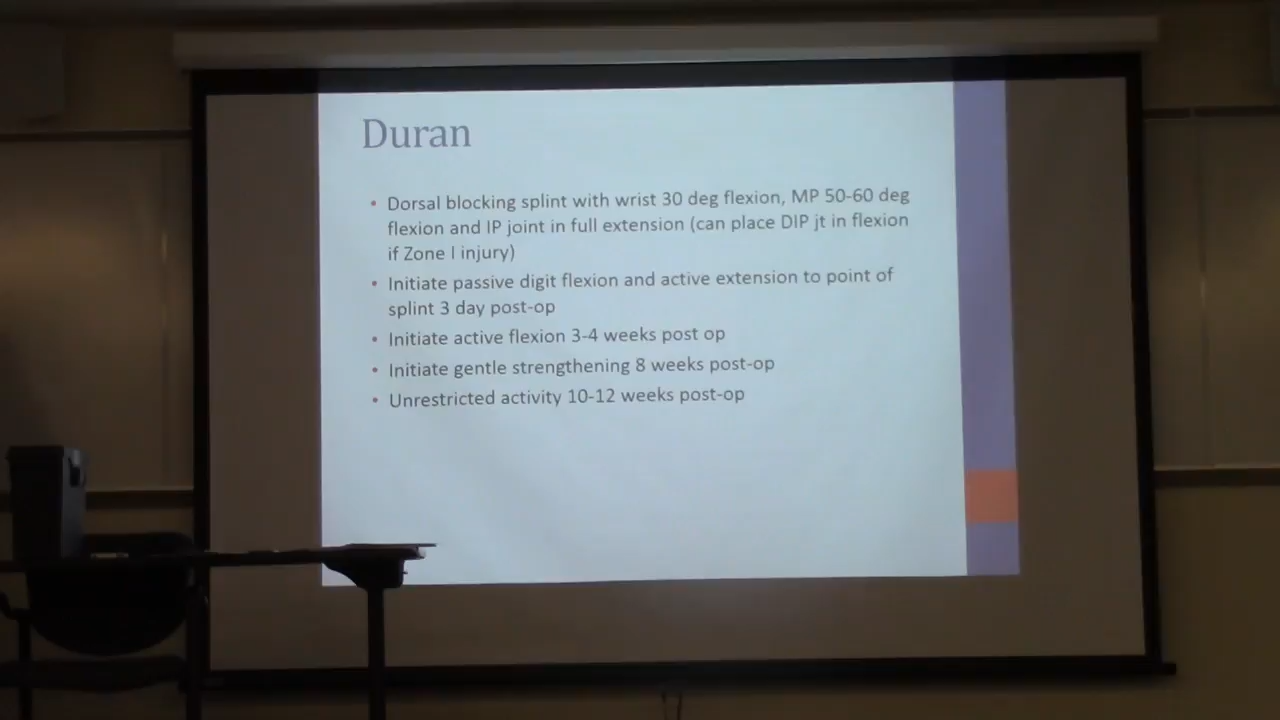 Duran
• Dorsal blocking splint with wrist 30 deg flexion, MP 50-60 deg
flexion and IP joint in full extension (can place DIP jt in flexion
if Zone I injury)
• Initiate passive digit flexion and active extension to point of
splint 3 day post-op
• Initiate active flexion 3-4 weeks post op
• Initiate gentle strengthening 8 weeks post-op
• Unrestricted activity 10-12 weeks post-op